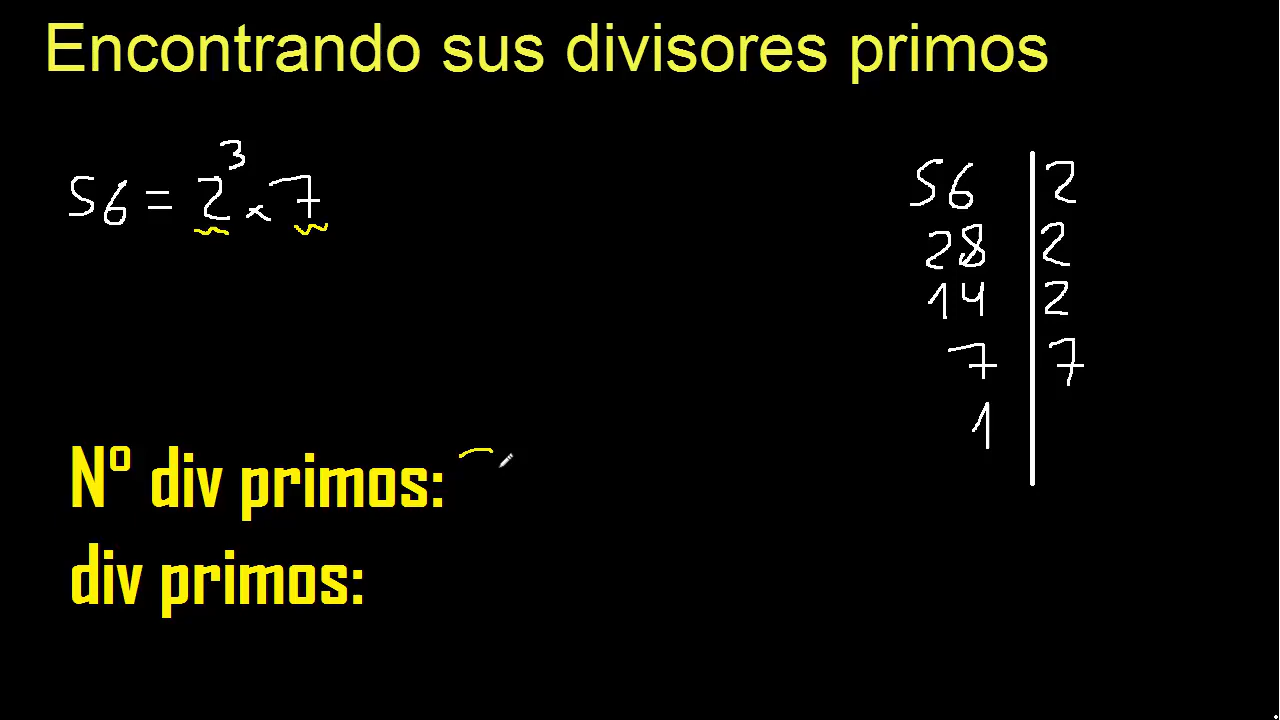 Encontrando sus divisores primos
56 = 2³ × 7
56 | 2
28 | 2
14 | 2
7 | 7
1 |
N° div primos:
div primos: